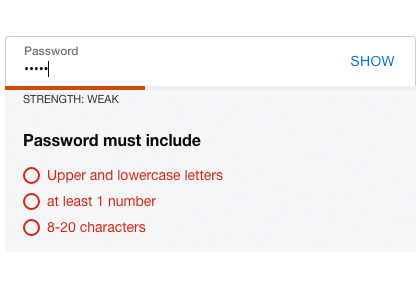 Password
•••••
SHOW
STRENGTH: WEAK
Password must include
Upper and lowercase letters
at least 1 number
8-20 characters